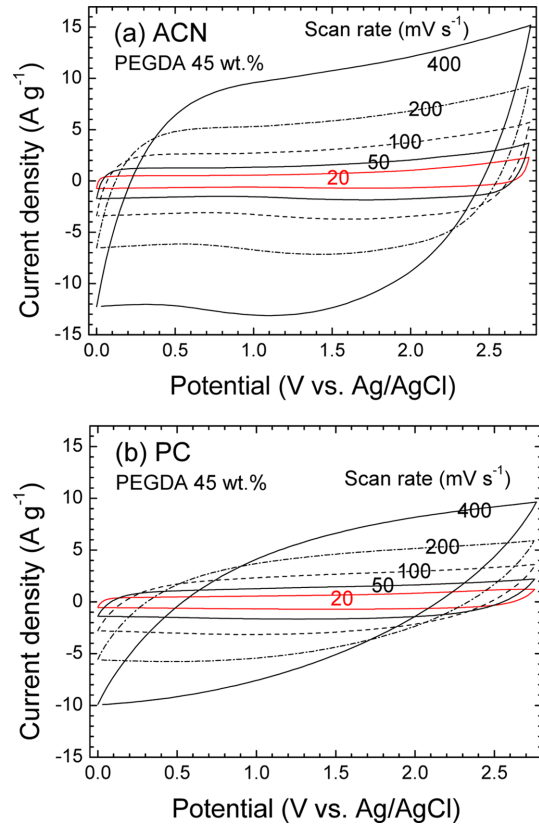 (a) ACN
Scan rate (mV s⁻¹)
PEGDA 45 wt.%
400
200
100
50
20
15
10
5
0
-5
-10
-15
Current density (A g⁻¹)
0.0 0.5 1.0 1.5 2.0 2.5
Potential (V vs. Ag/AgCl)
(b) PC
PEGDA 45 wt.%
Scan rate (mV s⁻¹)
400
200
100
50
20
15
10
5
0
-5
-10
-15
Current density (A g⁻¹)
0.0 0.5 1.0 1.5 2.0 2.5
Potential (V vs. Ag/AgCl)